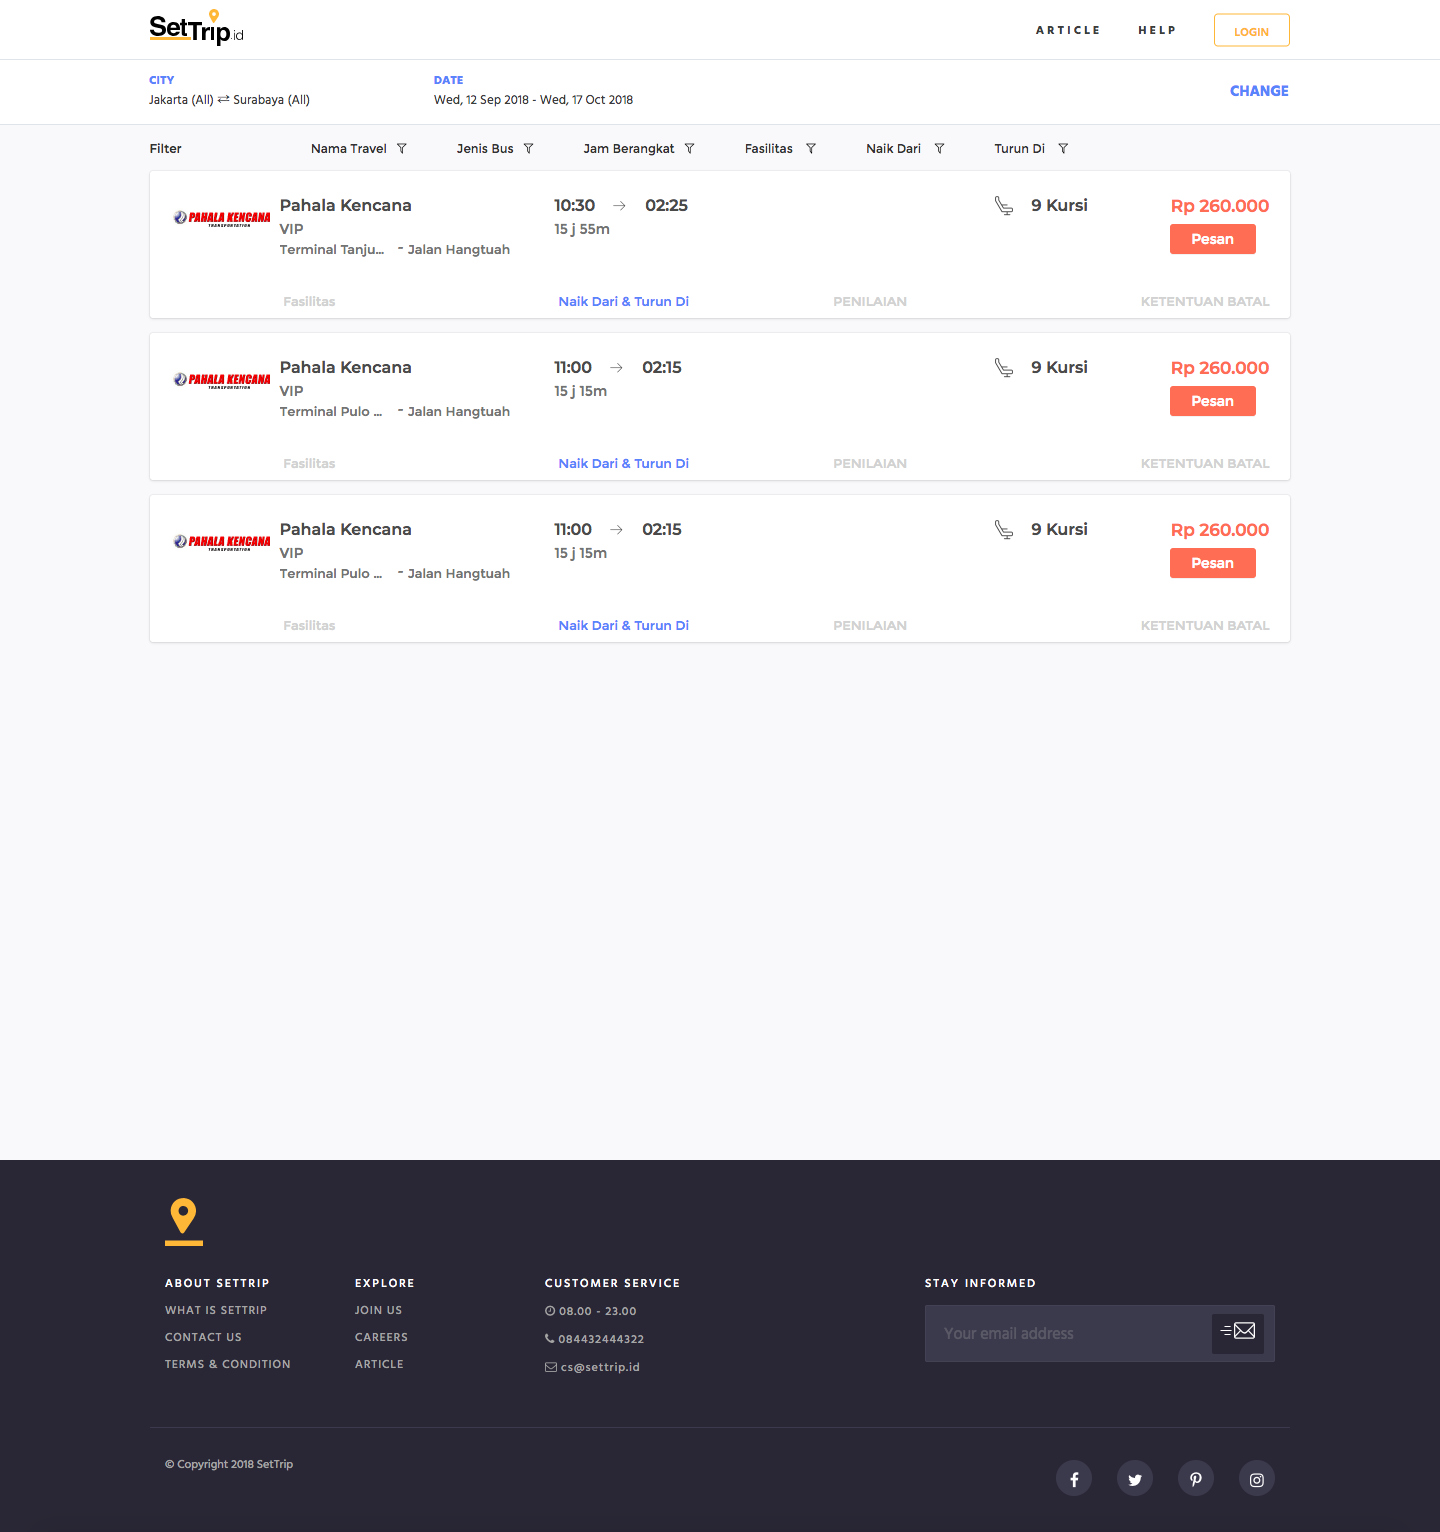 SetTrip.id
ARTICLE HELP LOGIN
CITY DATE
Jakarta (All) ⇄ Surabaya (All) Wed, 12 Sep 2018 - Wed, 17 Oct 2018 CHANGE
Filter Nama Travel Jenis Bus Jam Berangkat Fasilitas Naik Dari Turun Di
PAHALA KENCANA
TRANSPORTATION
Pahala Kencana 10:30 → 02:25 9 Kursi Rp 260.000
VIP 15 j 55m Pesan
Terminal Tanju... - Jalan Hangtuah
Fasilitas Naik Dari & Turun Di PENILAIAN KETENTUAN BATAL
PAHALA KENCANA
TRANSPORTATION
Pahala Kencana 11:00 → 02:15 9 Kursi Rp 260.000
VIP 15 j 15m Pesan
Terminal Pulo ... - Jalan Hangtuah
Fasilitas Naik Dari & Turun Di PENILAIAN KETENTUAN BATAL
PAHALA KENCANA
TRANSPORTATION
Pahala Kencana 11:00 → 02:15 9 Kursi Rp 260.000
VIP 15 j 15m Pesan
Terminal Pulo ... - Jalan Hangtuah
Fasilitas Naik Dari & Turun Di PENILAIAN KETENTUAN BATAL
ABOUT SETTRIP
WHAT IS SETTRIP
CONTACT US
TERMS & CONDITION
EXPLORE
JOIN US
CAREERS
ARTICLE
CUSTOMER SERVICE
08.00 - 23.00
084432444322
cs@settrip.id
STAY INFORMED
Your email address
© Copyright 2018 SetTrip